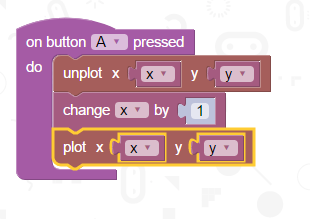 on button A pressed
do unplot x x y y
change x by 1
plot x x y y